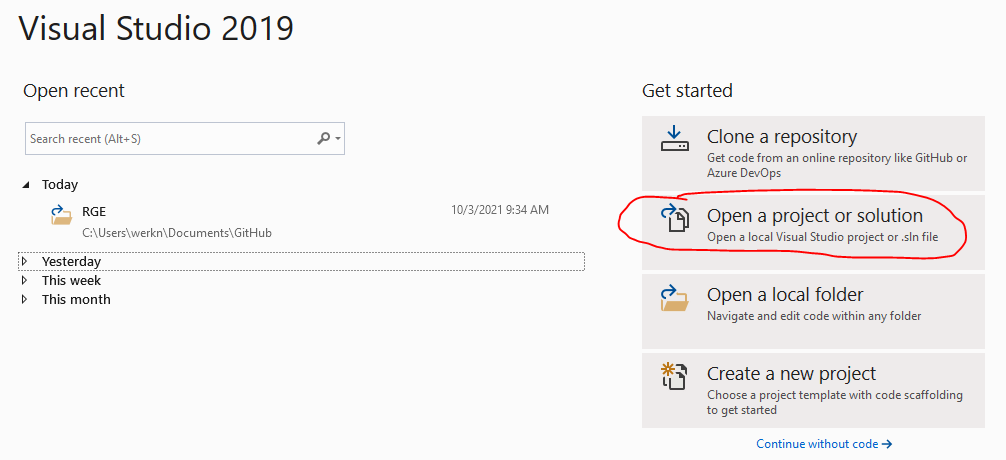 Visual Studio 2019
Open recent
Search recent (Alt+S)
Today
RGE
10/3/2021 9:34 AM
C:\Users\werkn\Documents\GitHub
Yesterday
This week
This month
Get started
Clone a repository
Get code from an online repository like GitHub or
Azure DevOps
Open a project or solution
Open a local Visual Studio project or .sln file
Open a local folder
Navigate and edit code within any folder
Create a new project
Choose a project template with code scaffolding
to get started
Continue without code